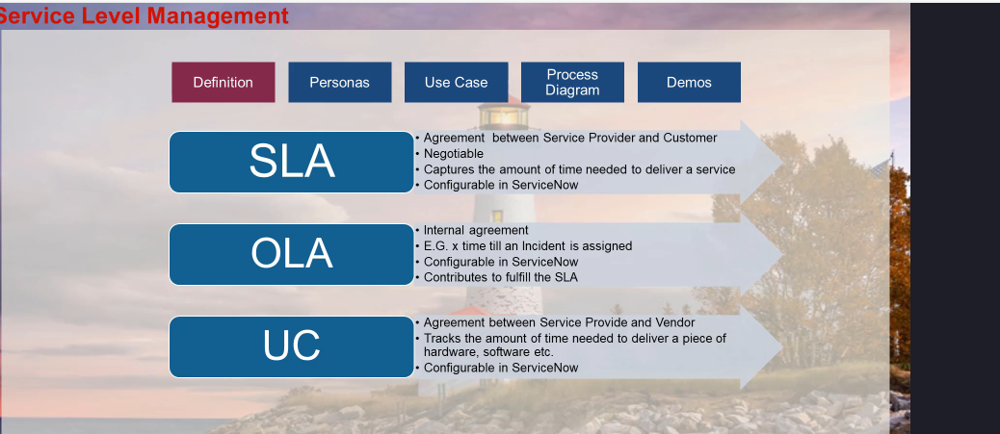 Service Level Management
Definition
Personas
Use Case
Process
Diagram
Demos
SLA
• Agreement between Service Provider and Customer
• Negotiable
• Captures the amount of time needed to deliver a service
• Configurable in ServiceNow
OLA
• Internal agreement
• E.G. x time till an Incident is assigned
• Configurable in ServiceNow
• Contributes to fulfill the SLA
UC
• Agreement between Service Provide and Vendor
• Tracks the amount of time needed to deliver a piece of
hardware, software etc.
• Configurable in ServiceNow